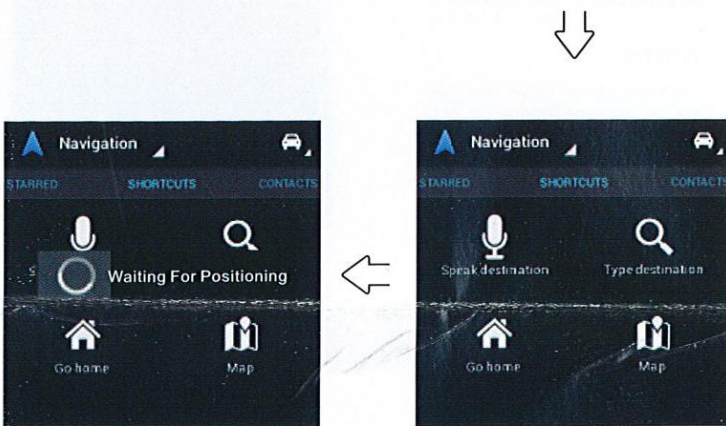 Navigation
STARRED SHORTCUTS CONTACTS
Waiting For Positioning
Go home Map
Navigation
STARRED SHORTCUTS CONTACTS
Speak destination Type destination
Go home Map